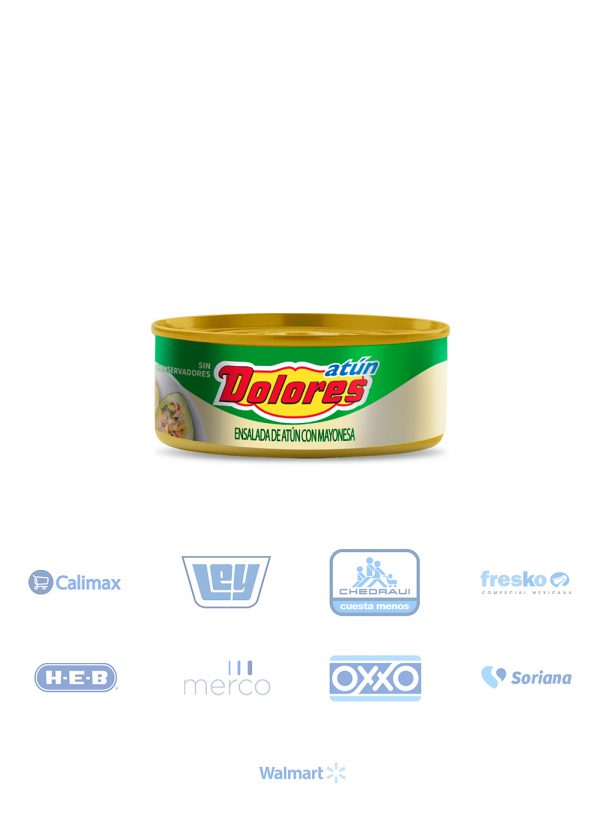 SIN
CONSERVADORES
atún
Dolores
ENSALADA DE ATÚN CON MAYONESA
Calimax
Ley
CHEDRAUI
cuesta menos
fresko
COMERCIAL MEXICANA
H-E-B
merco
OXXO
Soriana
Walmart